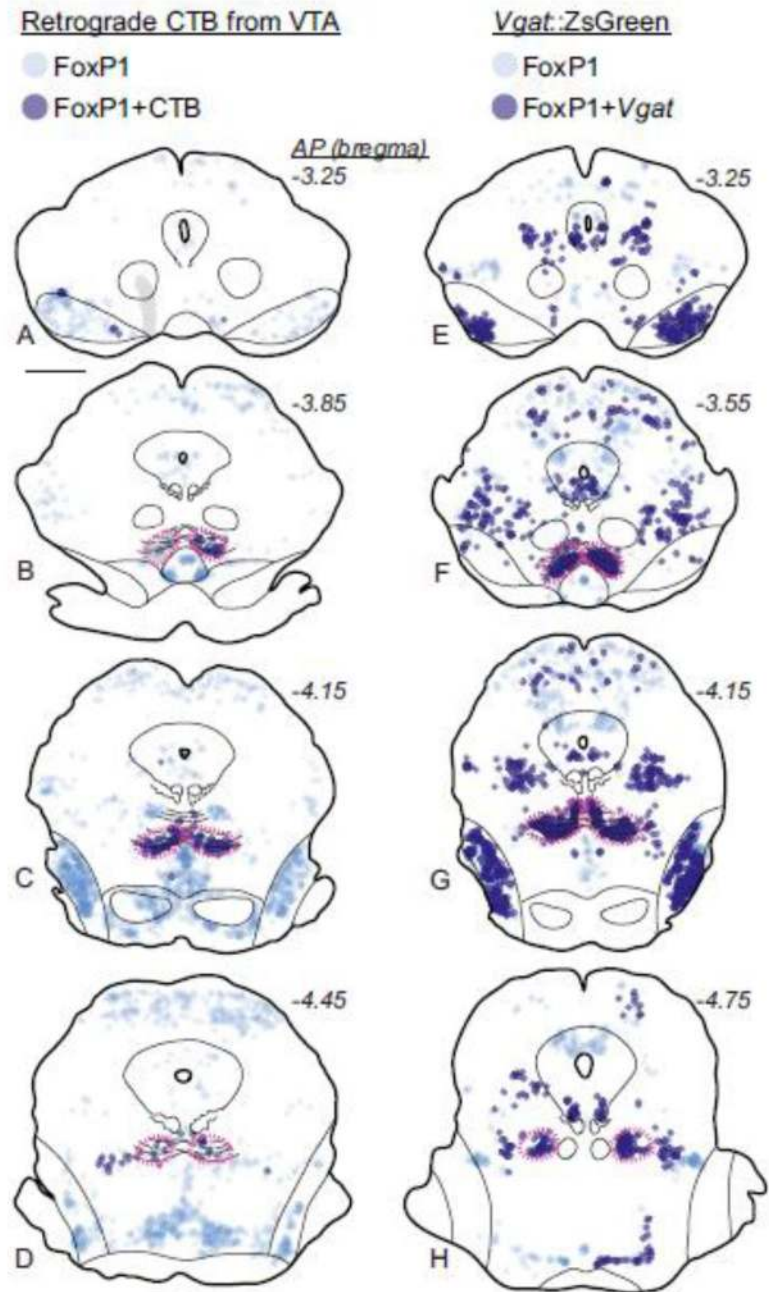 Retrograde CTB from VTA
FoxP1
FoxP1+CTB
Vgat::ZsGreen
FoxP1
FoxP1+Vgat
AP (bregma)
-3.25
A
-3.25
E
-3.85
B
-3.55
F
-4.15
C
-4.15
G
-4.45
D
-4.75
H